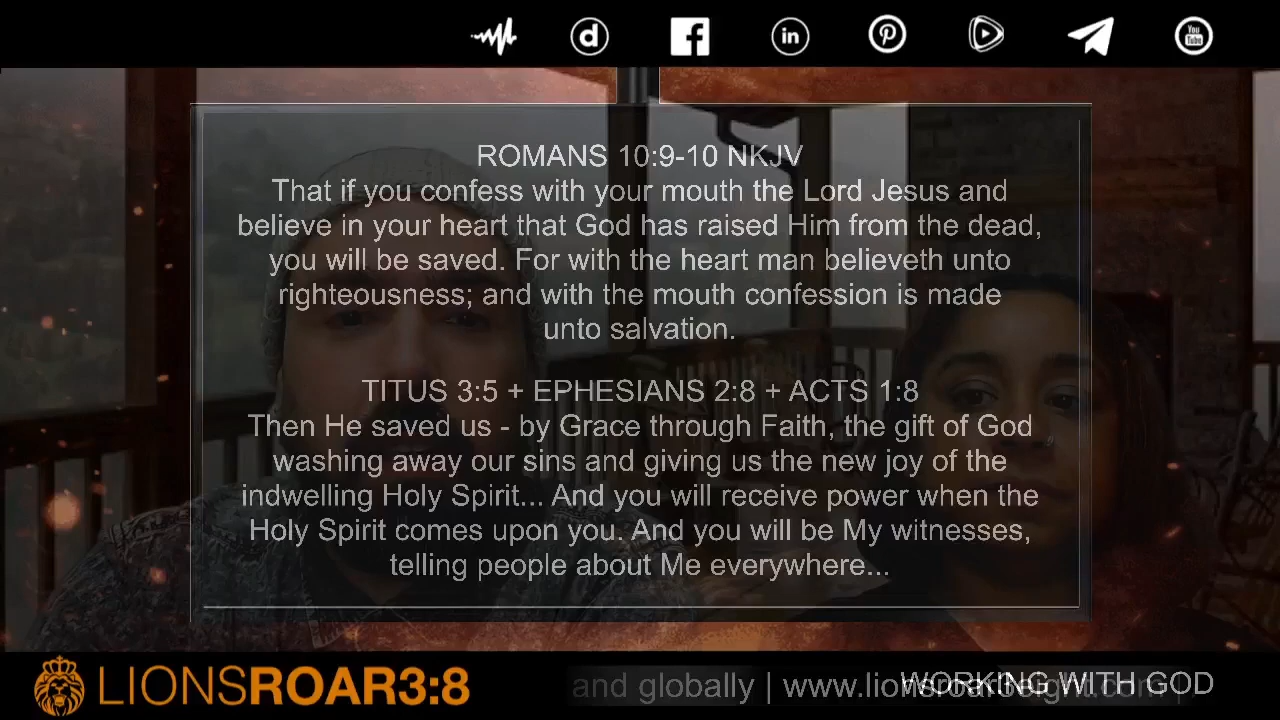 ROMANS 10:9-10 NKJV
That if you confess with your mouth the Lord Jesus and
believe in your heart that God has raised Him from the dead,
you will be saved. For with the heart man believeth unto
righteousness; and with the mouth confession is made
unto salvation.
TITUS 3:5 + EPHESIANS 2:8 + ACTS 1:8
Then He saved us - by Grace through Faith, the gift of God
washing away our sins and giving us the new joy of the
indwelling Holy Spirit... And you will receive power when the
Holy Spirit comes upon you. And you will be My witnesses,
telling people about Me everywhere...
LIONSROAR3:8
and globally | www.lionsroar3eight.com |
WORKING WITH GOD